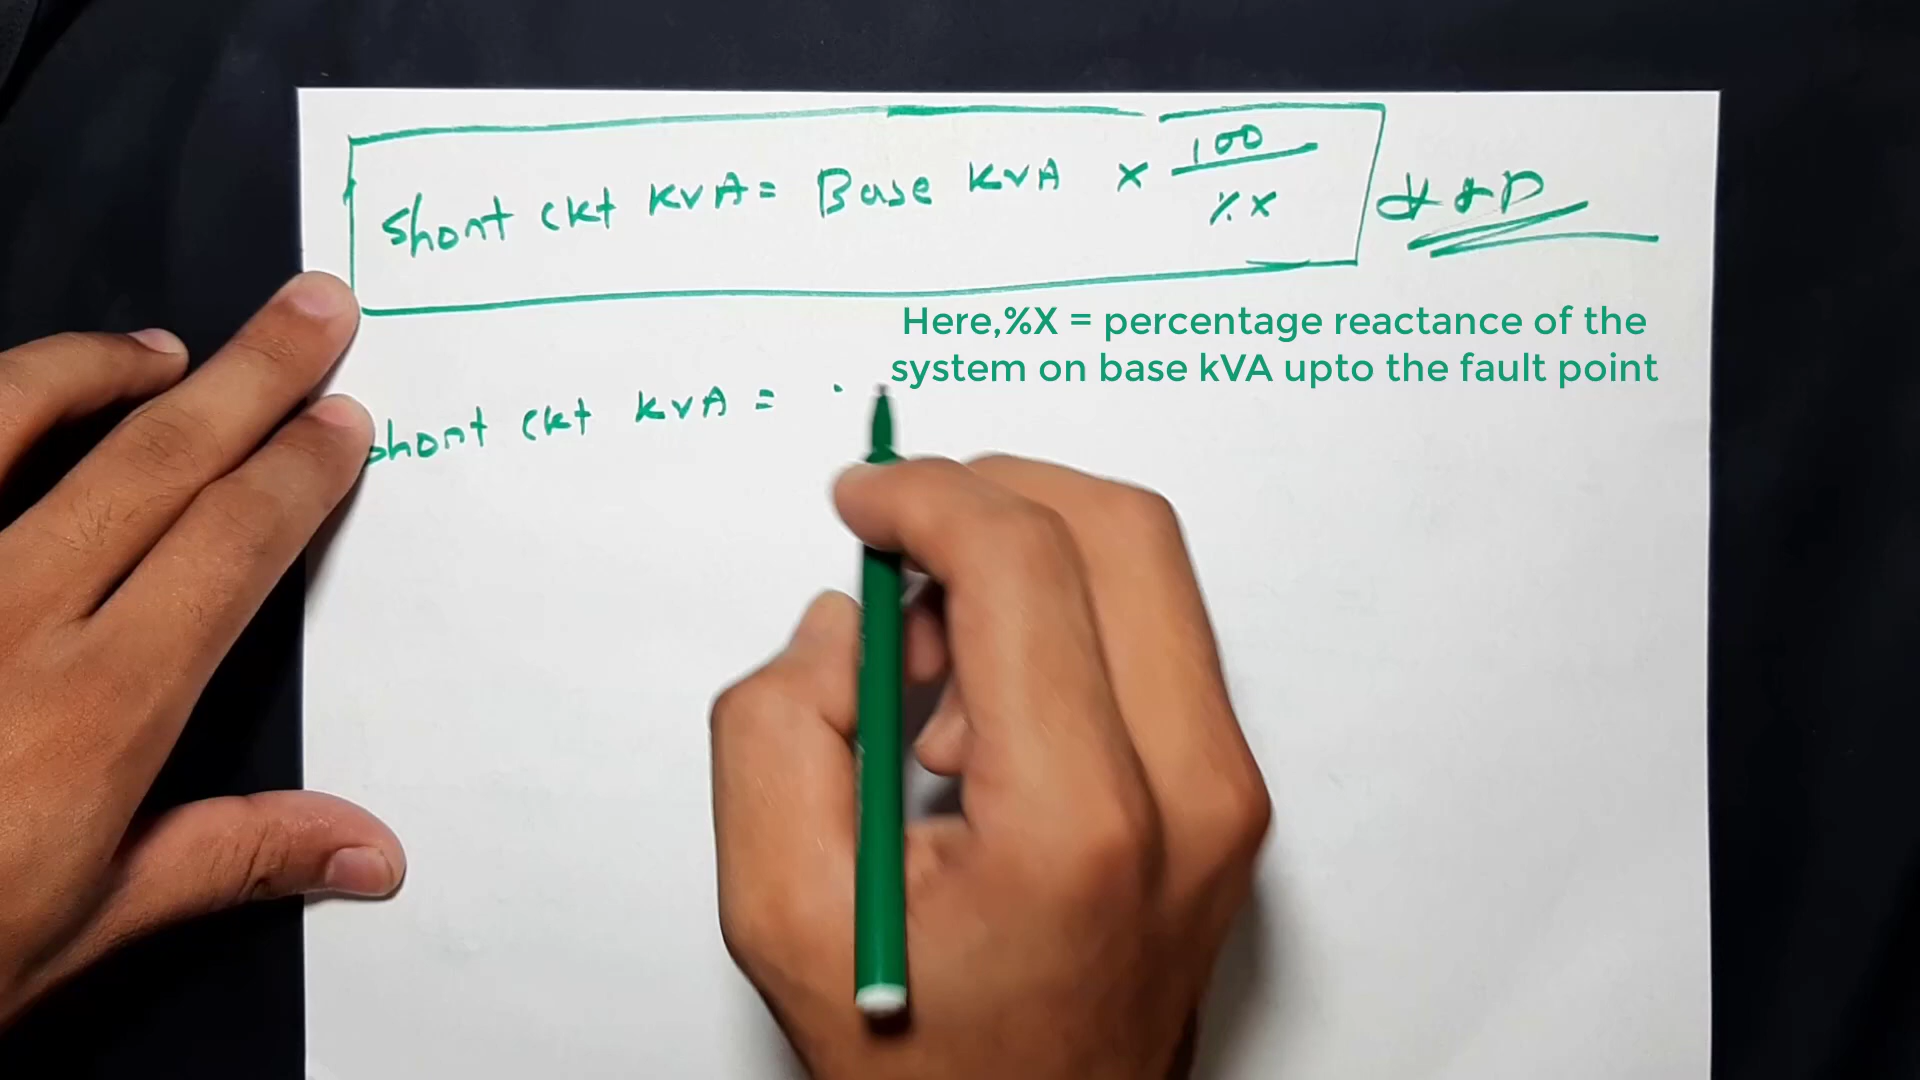 Short ckt kVA = Base kVA × 100 / %X
Here,%X = percentage reactance of the
system on base kVA upto the fault point
Short ckt kVA =